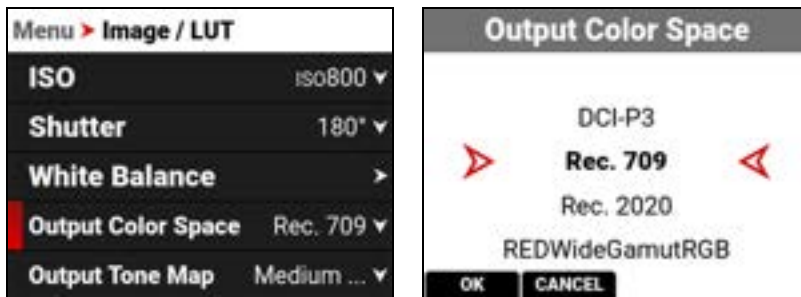 Menu > Image / LUT
ISO iso800
Shutter 180°
White Balance >
Output Color Space Rec. 709
Output Tone Map Medium ...
Output Color Space
DCI-P3
Rec. 709
Rec. 2020
REDWideGamutRGB
OK CANCEL